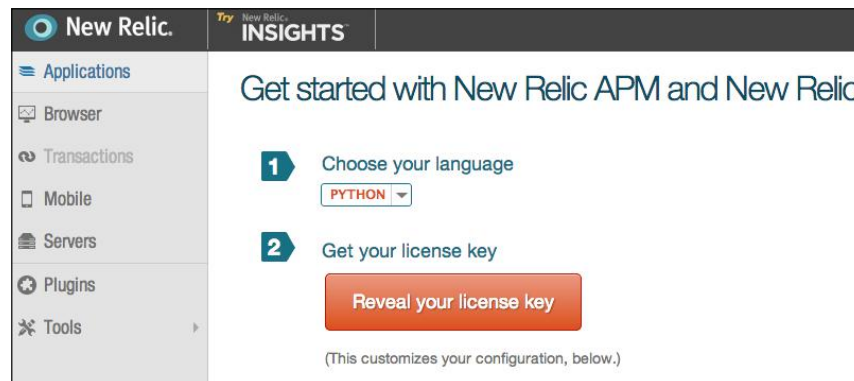 New Relic.
Try New Relic.
INSIGHTS
Applications
Browser
Transactions
Mobile
Servers
Plugins
Tools
Get started with New Relic APM and New Relic
1 Choose your language
PYTHON
2 Get your license key
Reveal your license key
(This customizes your configuration, below.)